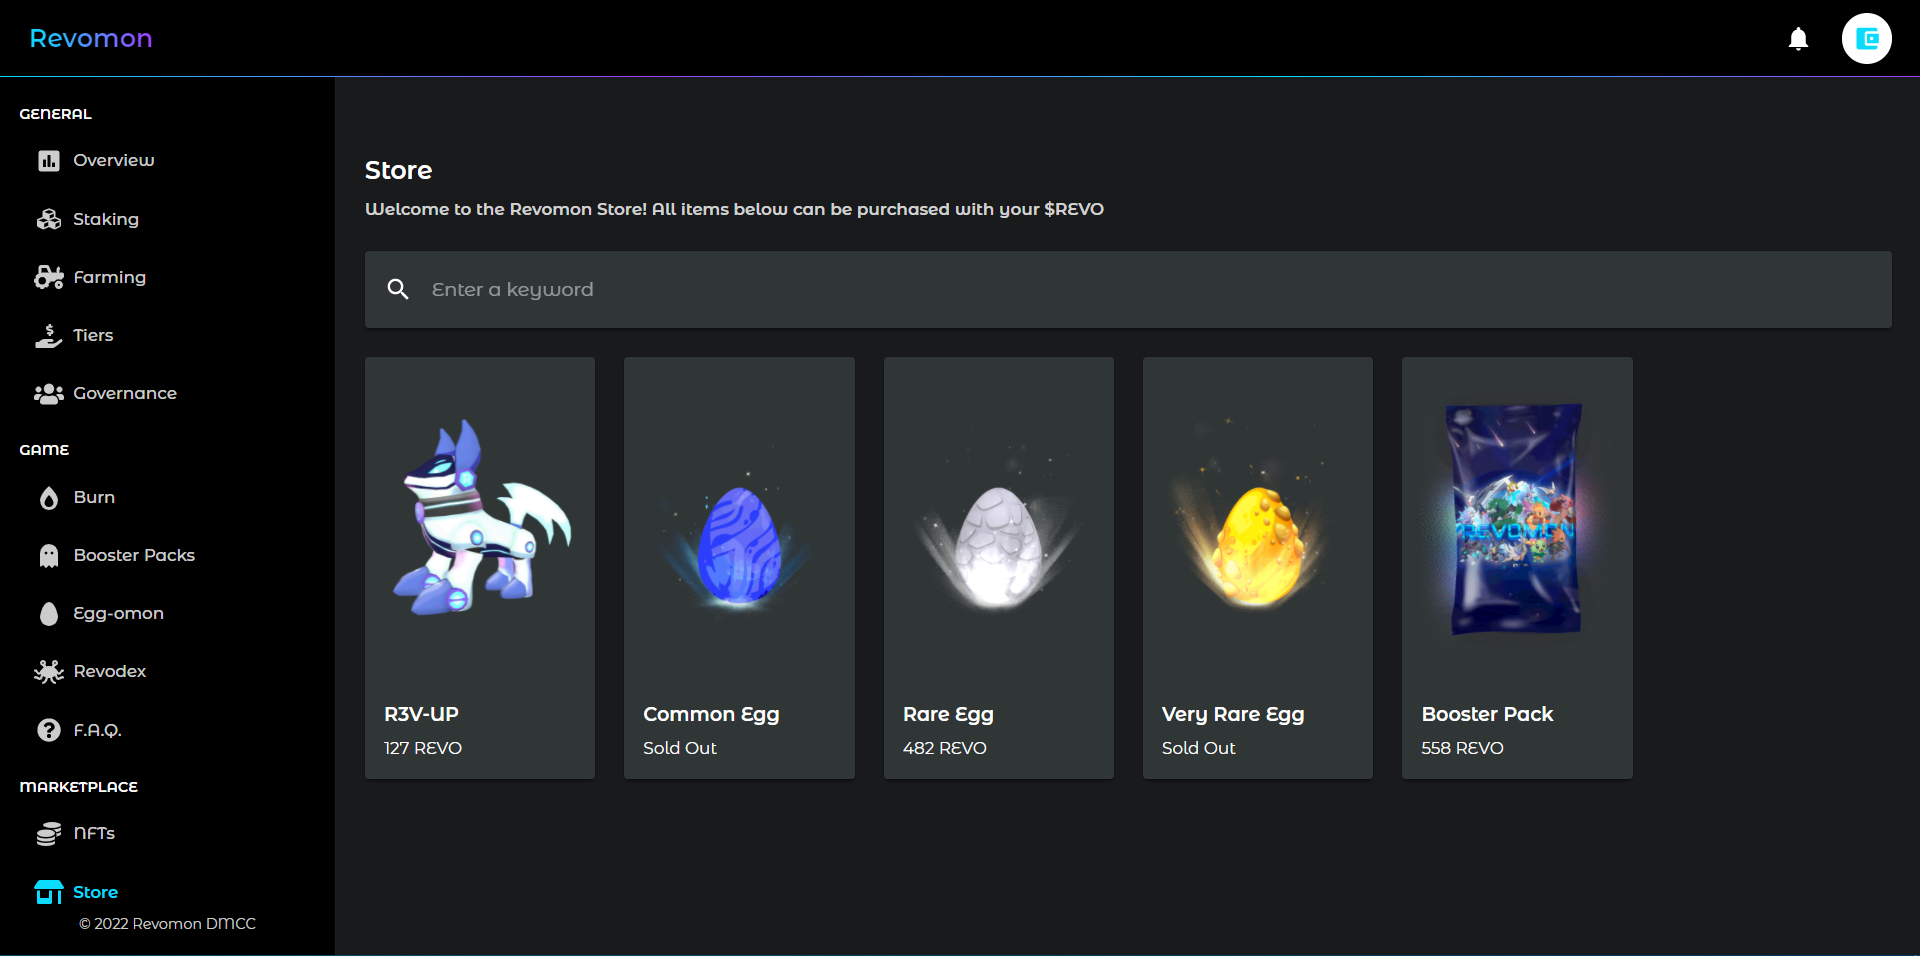 Revomon
GENERAL
Overview
Staking
Farming
Tiers
Governance
GAME
Burn
Booster Packs
Egg-omon
Revodex
F.A.Q.
MARKETPLACE
NFTs
Store
© 2022 Revomon DMCC
Store
Welcome to the Revomon Store! All items below can be purchased with your $REVO
Enter a keyword
R3V-UP
127 REVO
Common Egg
Sold Out
Rare Egg
482 REVO
Very Rare Egg
Sold Out
REVOMON
Booster Pack
558 REVO